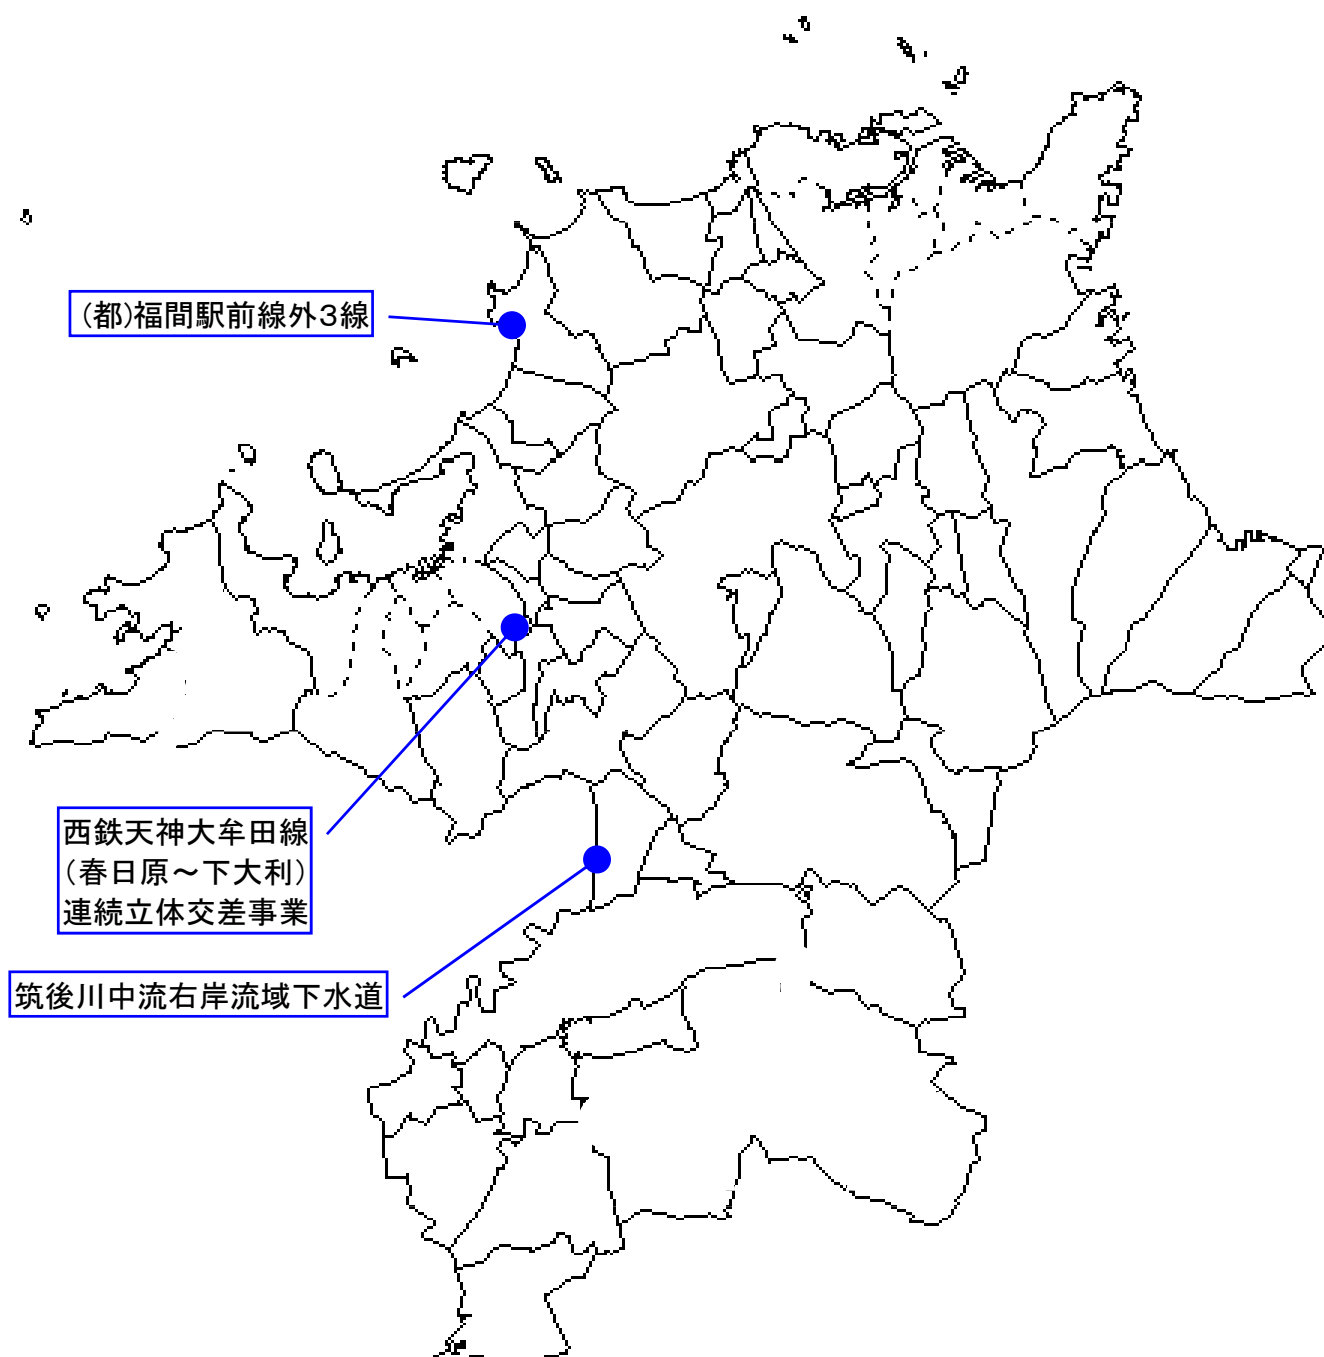 (都)福間駅前線外３線
西鉄天神大牟田線
（春日原～下大利）
連続立体交差事業
筑後川中流右岸流域下水道